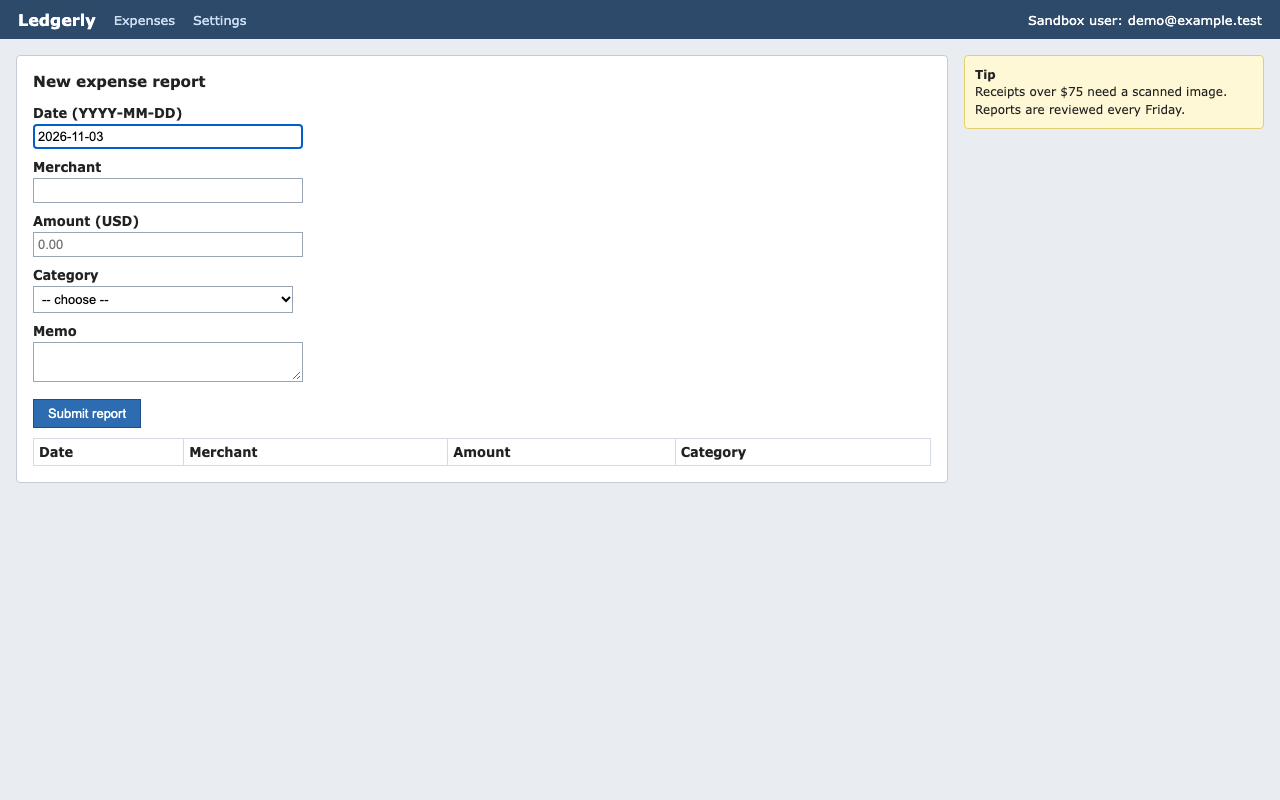 Ledgerly Expenses Settings Sandbox user: demo@example.test
New expense report
Date (YYYY-MM-DD)
2026-11-03
Merchant
Amount (USD)
0.00
Category
-- choose --
Memo
Submit report
Date Merchant Amount Category
Tip
Receipts over $75 need a scanned image.
Reports are reviewed every Friday.